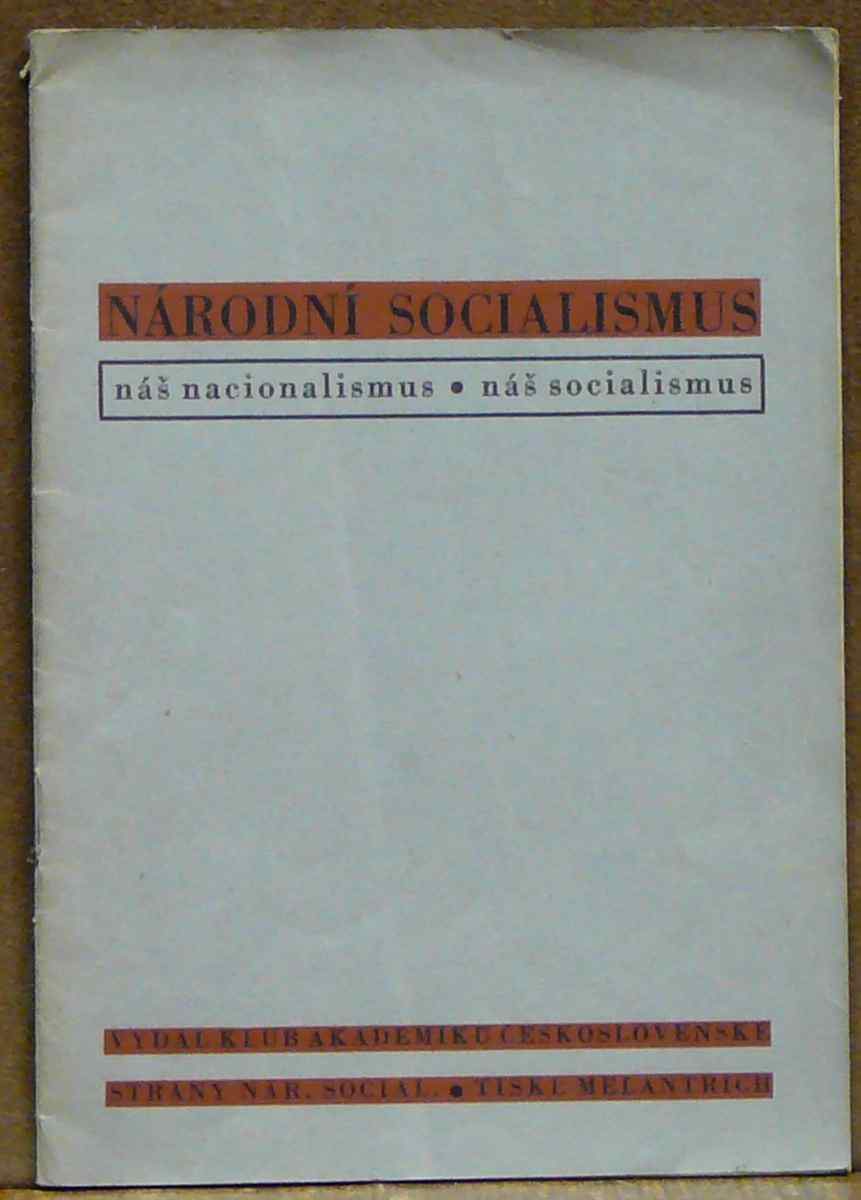 NÁRODNÍ SOCIALISMUS
náš nacionalismus • náš socialismus
VYDAL KLUB AKADEMIKŮ ČESKOSLOVENSKÉ
STRANY NÁR. SOCIÁL. • TISKL MELANTRICH